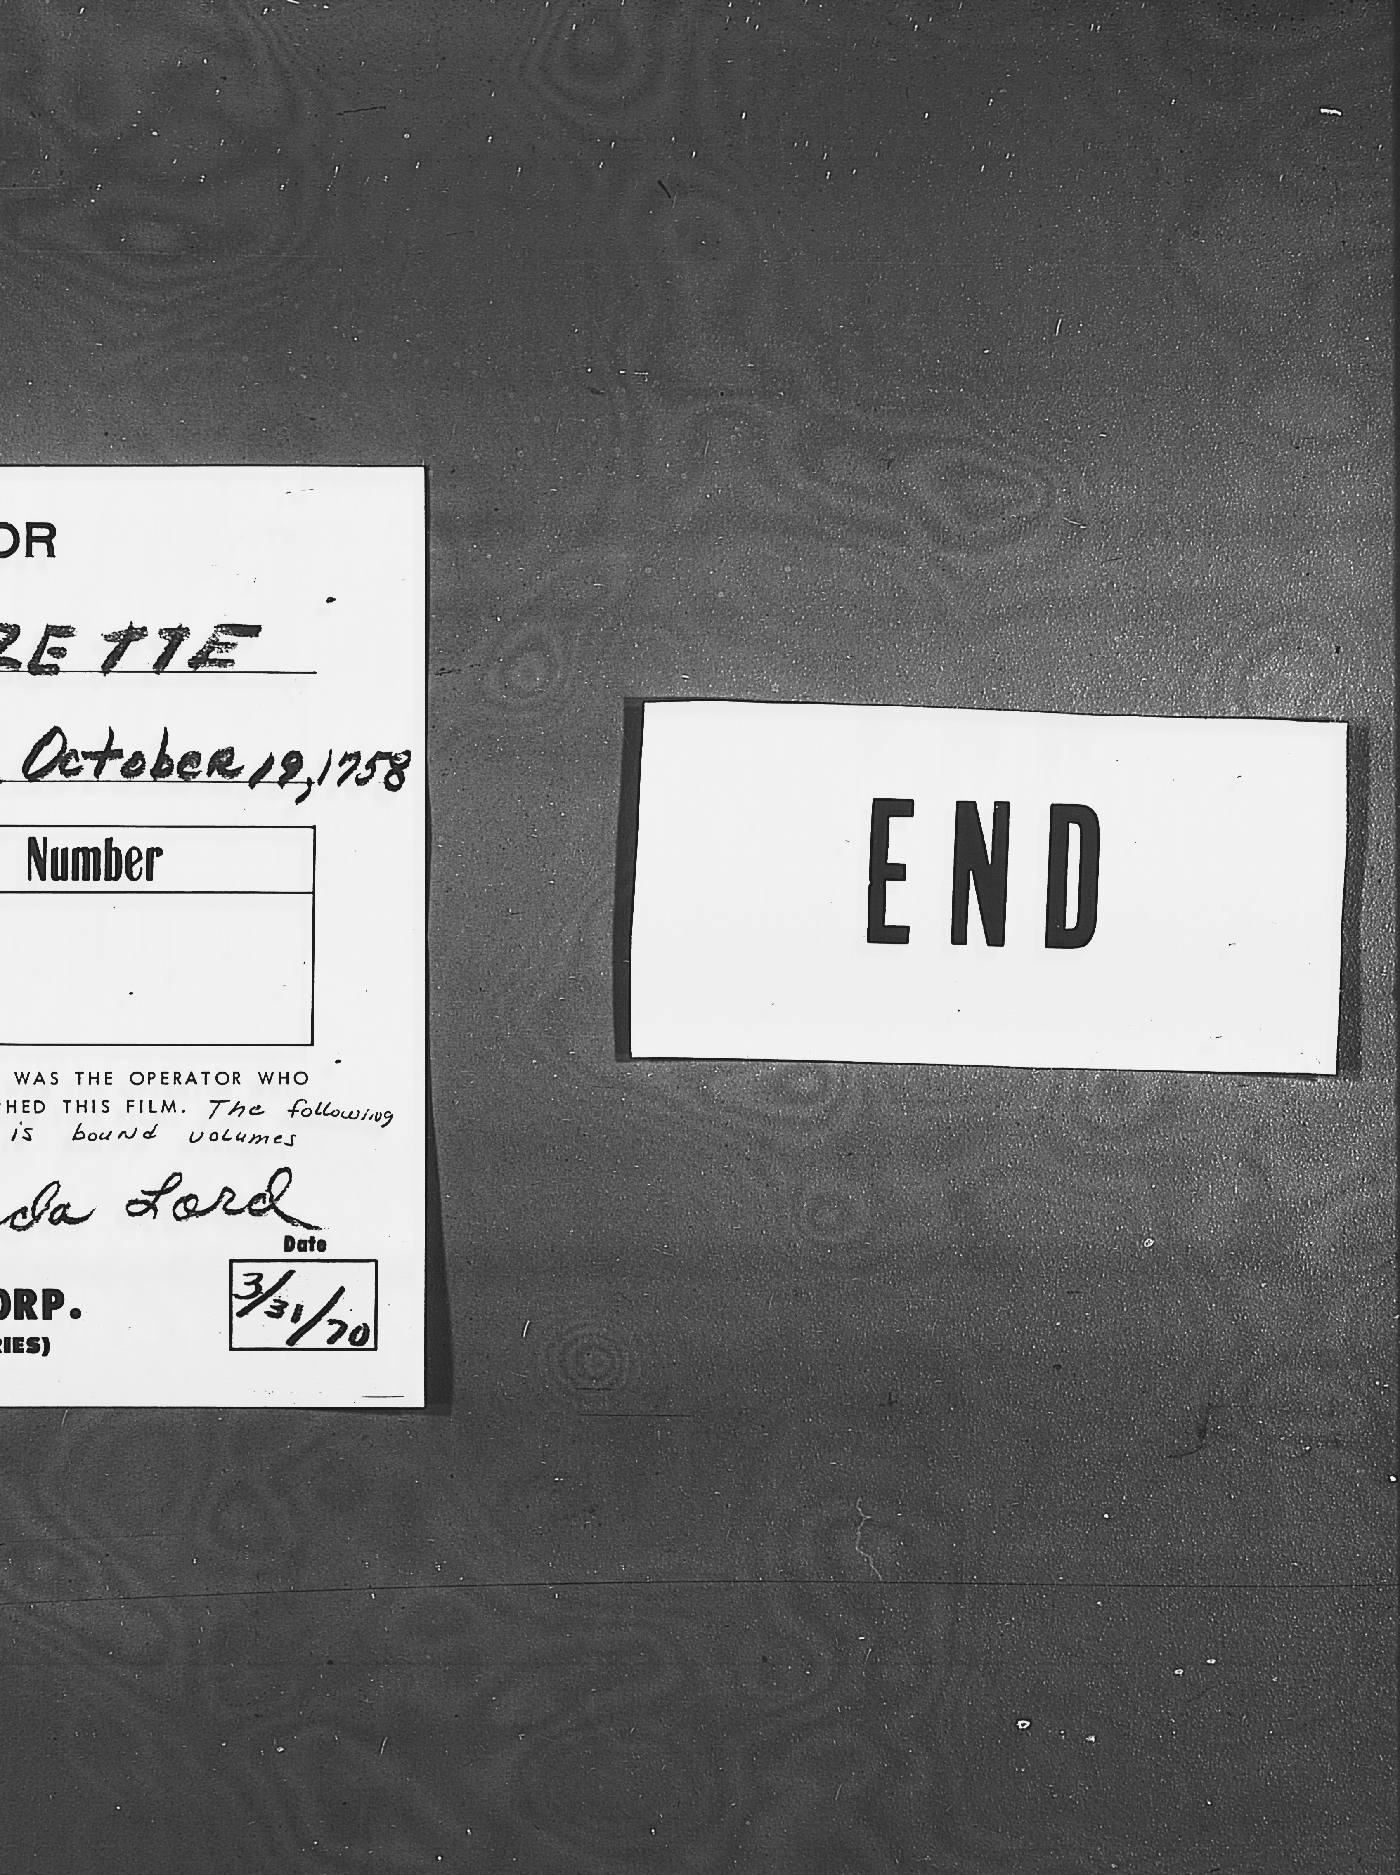 OR
ZETTE
October 19, 1758
Number
WAS THE OPERATOR WHO
HED THIS FILM. The following
is bound volumes
da Lord
Date
3/31/70
ORP.
RIES)
END